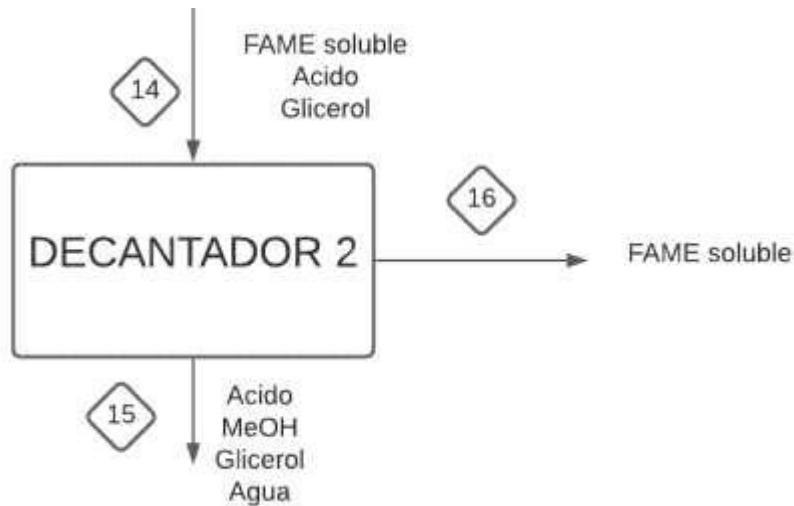 FAME soluble
14
Acido
Glicerol
16
DECANTADOR 2
FAME soluble
15
Acido
MeOH
Glicerol
Agua